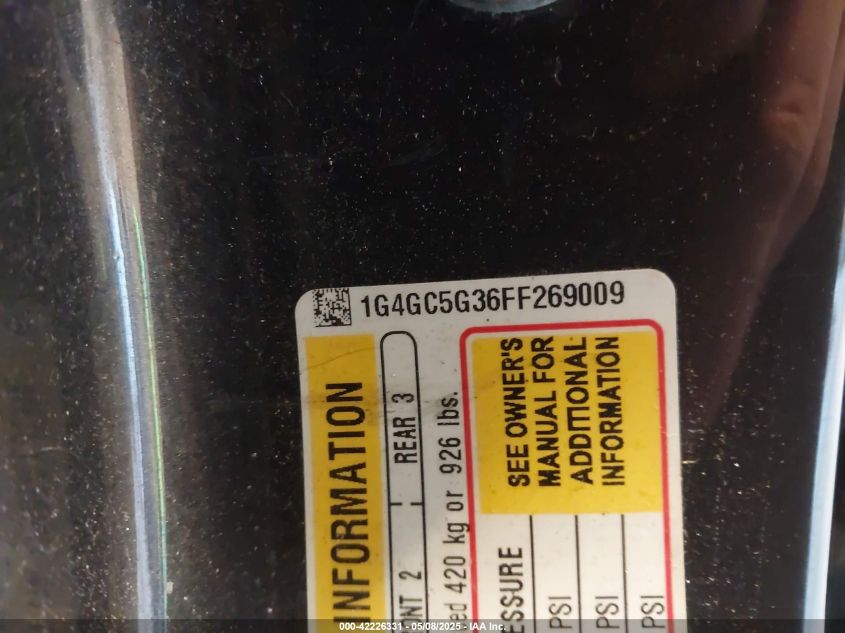 1G4GC5G36FF269009
INFORMATION
NT 2 REAR 3
ed 420 kg or 926 lbs.
ESSURE
PSI
PSI
PSI
SEE OWNER'S
MANUAL FOR
ADDITIONAL
INFORMATION
000-42226331 - 05/08/2025 - IAA Inc.